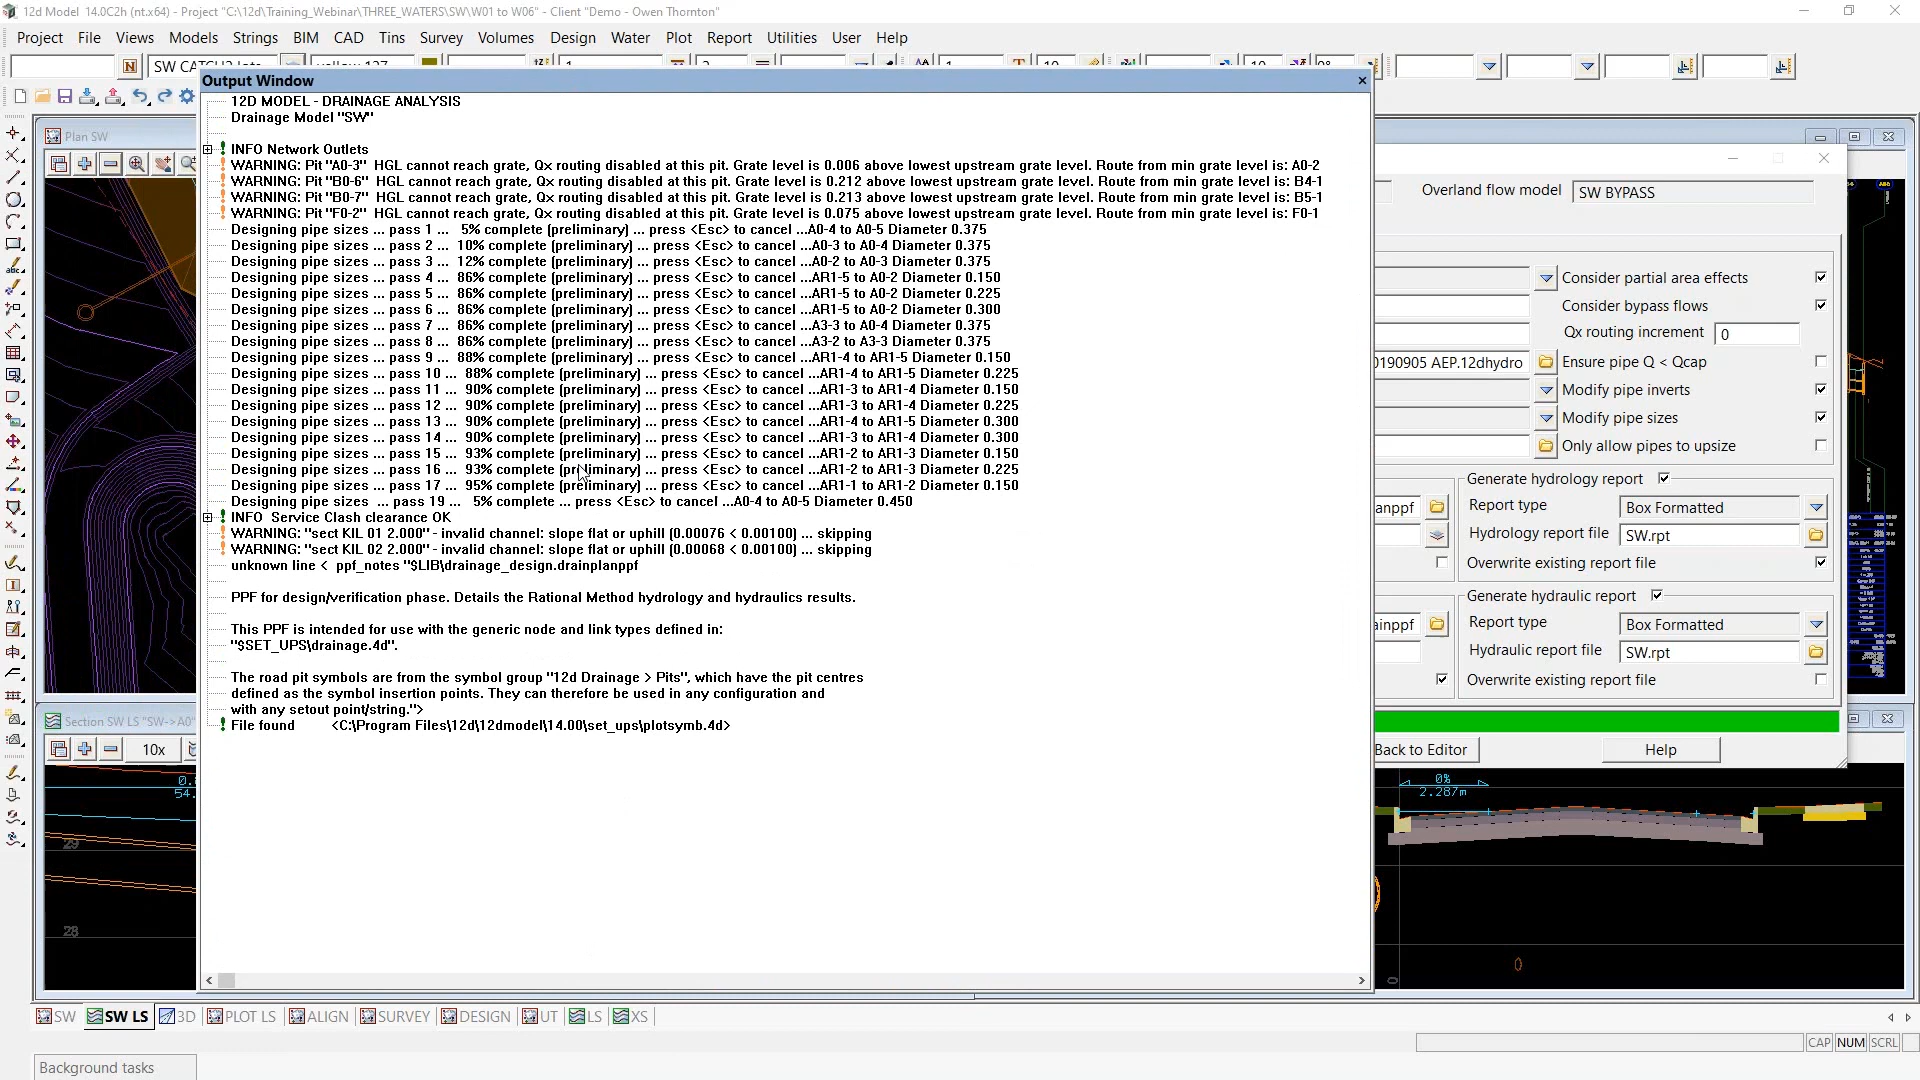 12d Model 14.0C2h (nt.x64) - Project "C:\12d\Training_Webinar\THREE_WATERS\SW\W01 to W06" - Client "Demo - Owen Thornton"
Project File Views Models Strings BIM CAD Tins Survey Volumes Design Water Plot Report Utilities User Help
Output Window
12D MODEL - DRAINAGE ANALYSIS
Drainage Model "SW"
INFO Network Outlets
WARNING: Pit "A0-3" HGL cannot reach grate, Qx routing disabled at this pit. Grate level is 0.006 above lowest upstream grate level. Route from min grate level is: A0-2
WARNING: Pit "B0-6" HGL cannot reach grate, Qx routing disabled at this pit. Grate level is 0.212 above lowest upstream grate level. Route from min grate level is: B4-1
WARNING: Pit "B0-7" HGL cannot reach grate, Qx routing disabled at this pit. Grate level is 0.213 above lowest upstream grate level. Route from min grate level is: B5-1
WARNING: Pit "F0-2" HGL cannot reach grate, Qx routing disabled at this pit. Grate level is 0.075 above lowest upstream grate level. Route from min grate level is: F0-1
Designing pipe sizes ... pass 1 ... 5% complete (preliminary) ... press <Esc> to cancel ...A0-4 to A0-5 Diameter 0.375
Designing pipe sizes ... pass 2 ... 10% complete (preliminary) ... press <Esc> to cancel ...A0-3 to A0-4 Diameter 0.375
Designing pipe sizes ... pass 3 ... 12% complete (preliminary) ... press <Esc> to cancel ...A0-2 to A0-3 Diameter 0.375
Designing pipe sizes ... pass 4 ... 86% complete (preliminary) ... press <Esc> to cancel ...AR1-5 to A0-2 Diameter 0.150
Designing pipe sizes ... pass 5 ... 86% complete (preliminary) ... press <Esc> to cancel ...AR1-5 to A0-2 Diameter 0.225
Designing pipe sizes ... pass 6 ... 86% complete (preliminary) ... press <Esc> to cancel ...AR1-5 to A0-2 Diameter 0.300
Designing pipe sizes ... pass 7 ... 86% complete (preliminary) ... press <Esc> to cancel ...A3-3 to A0-4 Diameter 0.375
Designing pipe sizes ... pass 8 ... 86% complete (preliminary) ... press <Esc> to cancel ...A3-2 to A3-3 Diameter 0.375
Designing pipe sizes ... pass 9 ... 88% complete (preliminary) ... press <Esc> to cancel ...AR1-4 to AR1-5 Diameter 0.150
Designing pipe sizes ... pass 10 ... 88% complete (preliminary) ... press <Esc> to cancel ...AR1-4 to AR1-5 Diameter 0.225
Designing pipe sizes ... pass 11 ... 90% complete (preliminary) ... press <Esc> to cancel ...AR1-3 to AR1-4 Diameter 0.150
Designing pipe sizes ... pass 12 ... 90% complete (preliminary) ... press <Esc> to cancel ...AR1-3 to AR1-4 Diameter 0.225
Designing pipe sizes ... pass 13 ... 90% complete (preliminary) ... press <Esc> to cancel ...AR1-4 to AR1-5 Diameter 0.300
Designing pipe sizes ... pass 14 ... 90% complete (preliminary) ... press <Esc> to cancel ...AR1-3 to AR1-4 Diameter 0.300
Designing pipe sizes ... pass 15 ... 93% complete (preliminary) ... press <Esc> to cancel ...AR1-2 to AR1-3 Diameter 0.150
Designing pipe sizes ... pass 16 ... 93% complete (preliminary) ... press <Esc> to cancel ...AR1-2 to AR1-3 Diameter 0.225
Designing pipe sizes ... pass 17 ... 95% complete (preliminary) ... press <Esc> to cancel ...AR1-1 to AR1-2 Diameter 0.150
Designing pipe sizes ... pass 19 ... 5% complete ... press <Esc> to cancel ...A0-4 to A0-5 Diameter 0.450
INFO Service Clash clearance OK
WARNING: "sect KIL 01 2.000" - invalid channel: slope flat or uphill (0.00076 < 0.00100) ... skipping
WARNING: "sect KIL 02 2.000" - invalid channel: slope flat or uphill (0.00068 < 0.00100) ... skipping
unknown line < ppf_notes "$LIB\drainage_design.drainplanppf
PPF for design/verification phase. Details the Rational Method hydrology and hydraulics results.
This PPF is intended for use with the generic node and link types defined in:
"$SET_UPS\drainage.4d".
The road pit symbols are from the symbol group "12d Drainage > Pits", which have the pit centres
defined as the symbol insertion points. They can therefore be used in any configuration and
with any setout point/string.">
File found <C:\Program Files\12d\12dmodel\14.00\set_ups\plotsymb.4d>
Plan SW
Section SW LS "SW->A0"
10x
54.
29
28
Overland flow model SW BYPASS
Consider partial area effects
Consider bypass flows
Qx routing increment 0
0190905 AEP.12dhydro Ensure pipe Q < Qcap
Modify pipe inverts
Modify pipe sizes
Only allow pipes to upsize
Generate hydrology report
anppf Report type Box Formatted
Hydrology report file SW.rpt
Overwrite existing report file
Generate hydraulic report
ainppf Report type Box Formatted
Hydraulic report file SW.rpt
Overwrite existing report file
Back to Editor Help
0%
2.287m
0
SW SW LS 3D PLOT LS ALIGN SURVEY DESIGN UT LS XS
CAP NUM SCRL
Background tasks